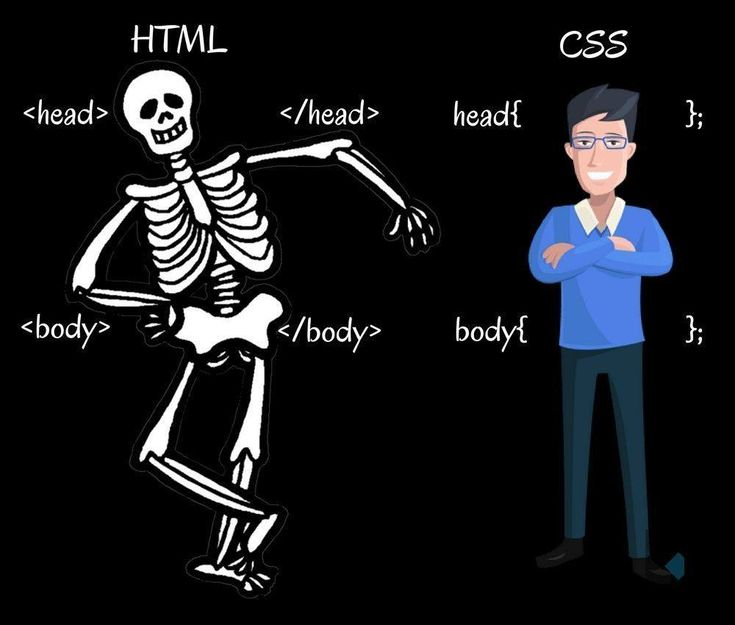 HTML
<head> </head>
<body> </body>
CSS
head{ };
body{ };